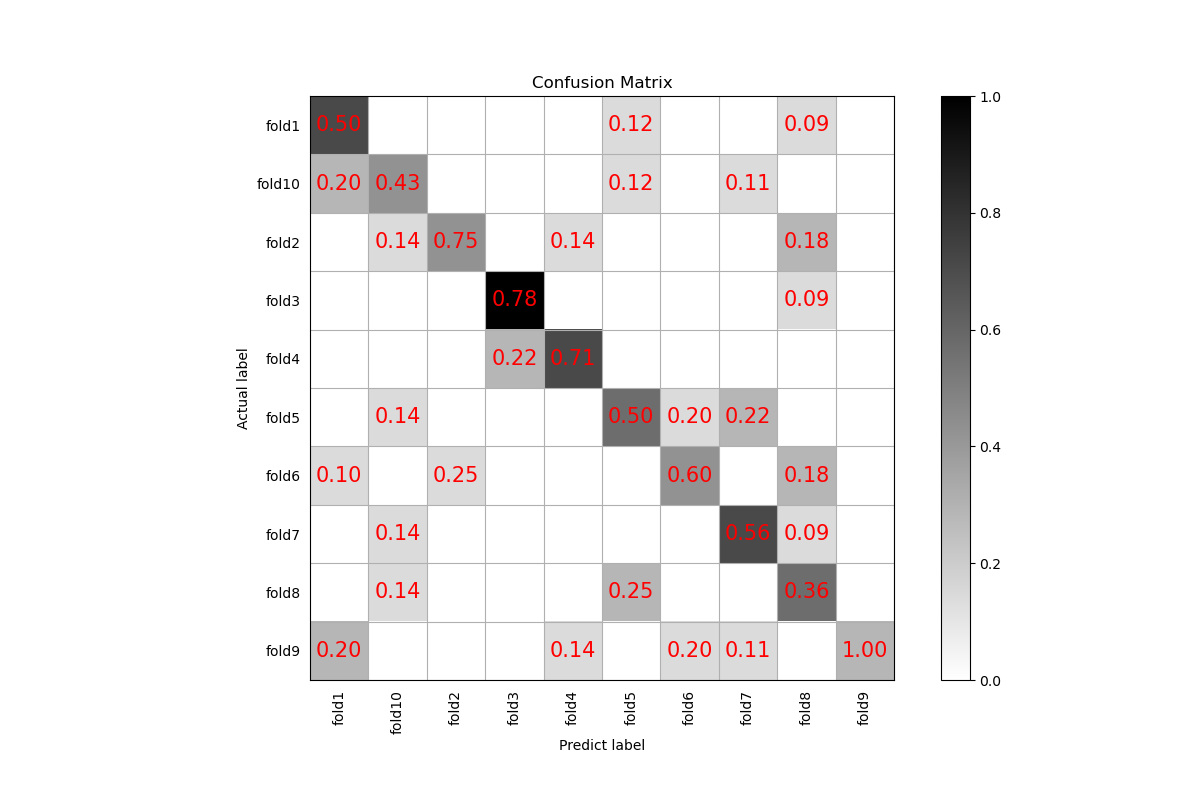 Confusion Matrix
fold1 0.50 0.12 0.09
fold10 0.20 0.43 0.12 0.11
fold2 0.14 0.75 0.14 0.18
fold3 0.78 0.09
fold4 0.22 0.71
fold5 0.14 0.50 0.20 0.22
fold6 0.10 0.25 0.60 0.18
fold7 0.14 0.56 0.09
fold8 0.14 0.25 0.36
fold9 0.20 0.14 0.20 0.11 1.00
Actual label
fold1 fold10 fold2 fold3 fold4 fold5 fold6 fold7 fold8 fold9
Predict label
1.0
0.8
0.6
0.4
0.2
0.0